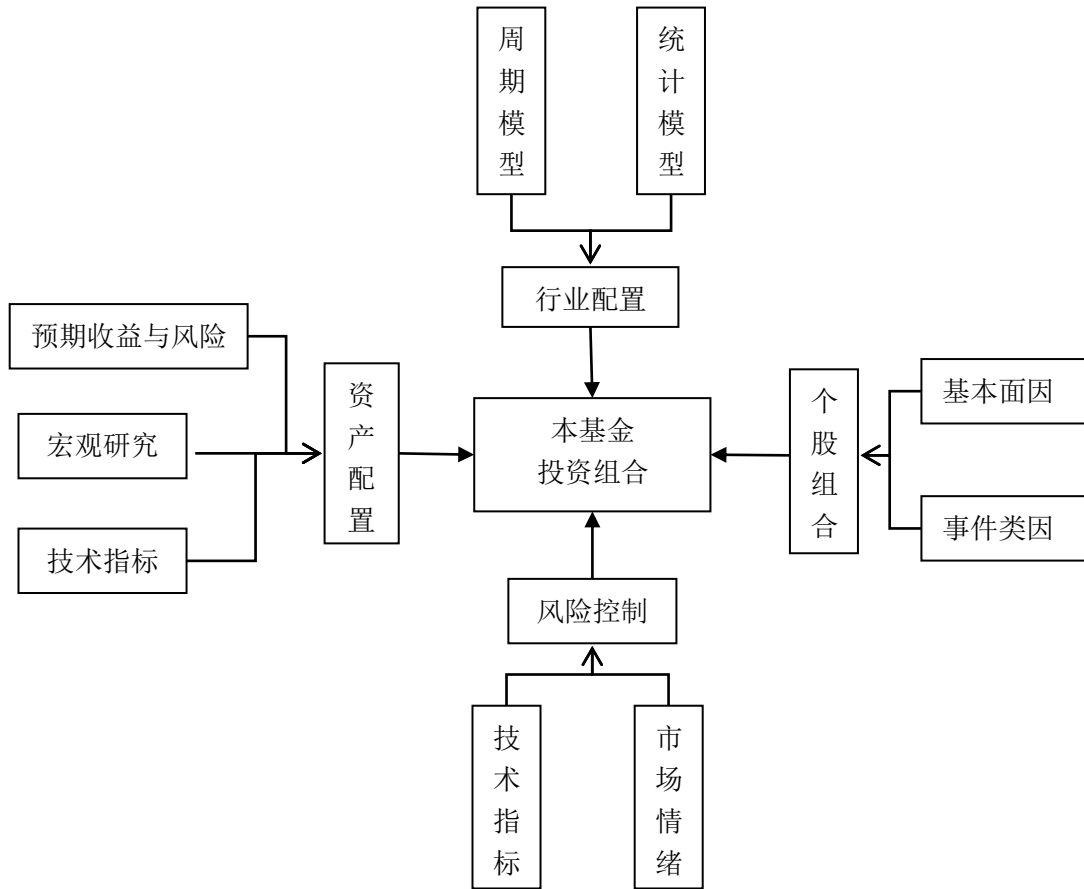 周期模型
统计模型
行业配置
预期收益与风险
宏观研究
技术指标
资产配置
本基金
投资组合
个股组合
基本面因
事件类因
风险控制
技术指标
市场情绪